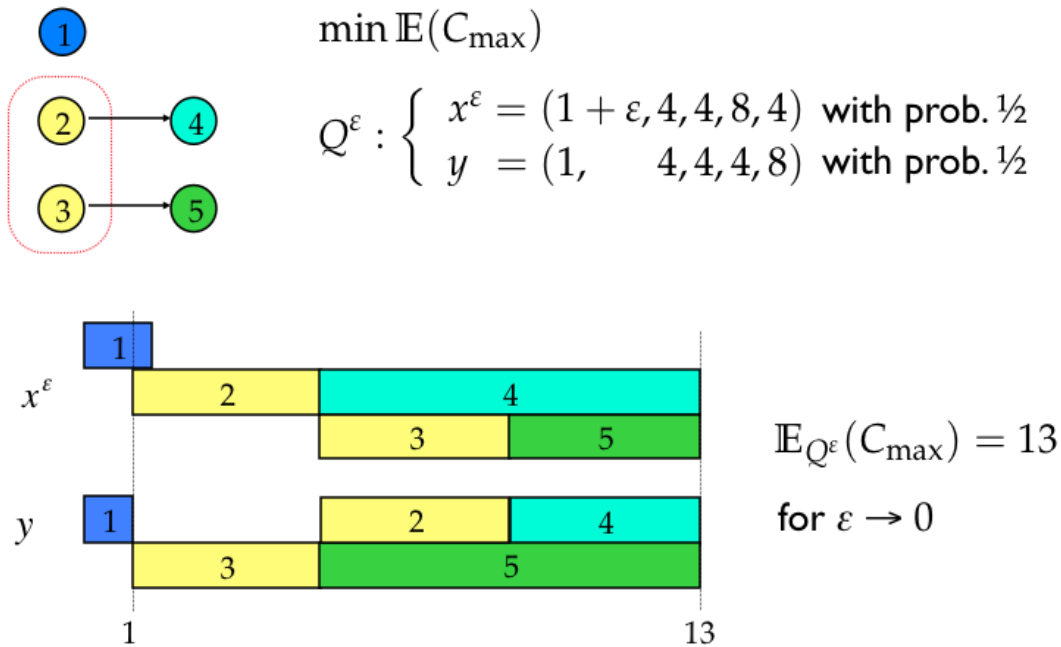 1
min 𝔼(C_max)
2 4
Q^ε : { x^ε = (1 + ε, 4, 4, 8, 4) with prob. ½
y = (1, 4, 4, 4, 8) with prob. ½
3 5
1
x^ε 2 4
3 5
𝔼_{Q^ε}(C_max) = 13
y 1 2 4
for ε → 0
3 5
1 13